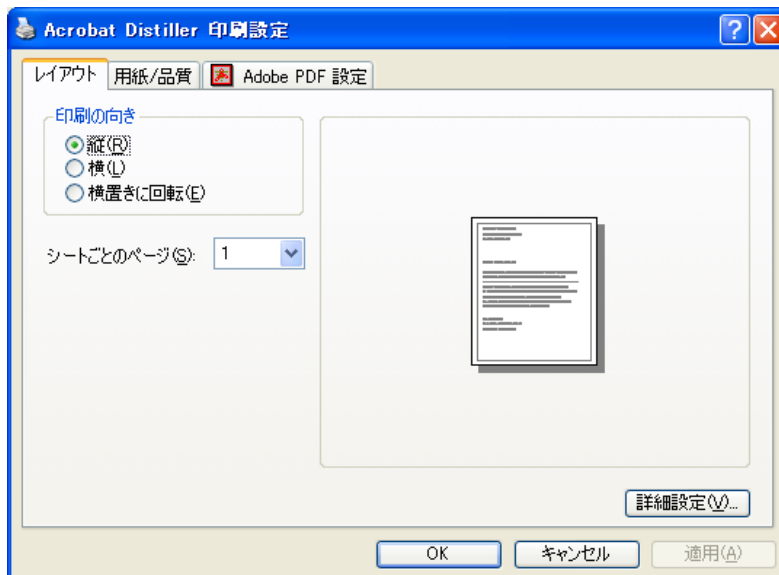 Acrobat Distiller 印刷設定
レイアウト 用紙/品質 Adobe PDF 設定
印刷の向き
縦(R)
横(L)
横置きに回転(E)
シートごとのページ(S): 1
詳細設定(V)...
OK キャンセル 適用(A)